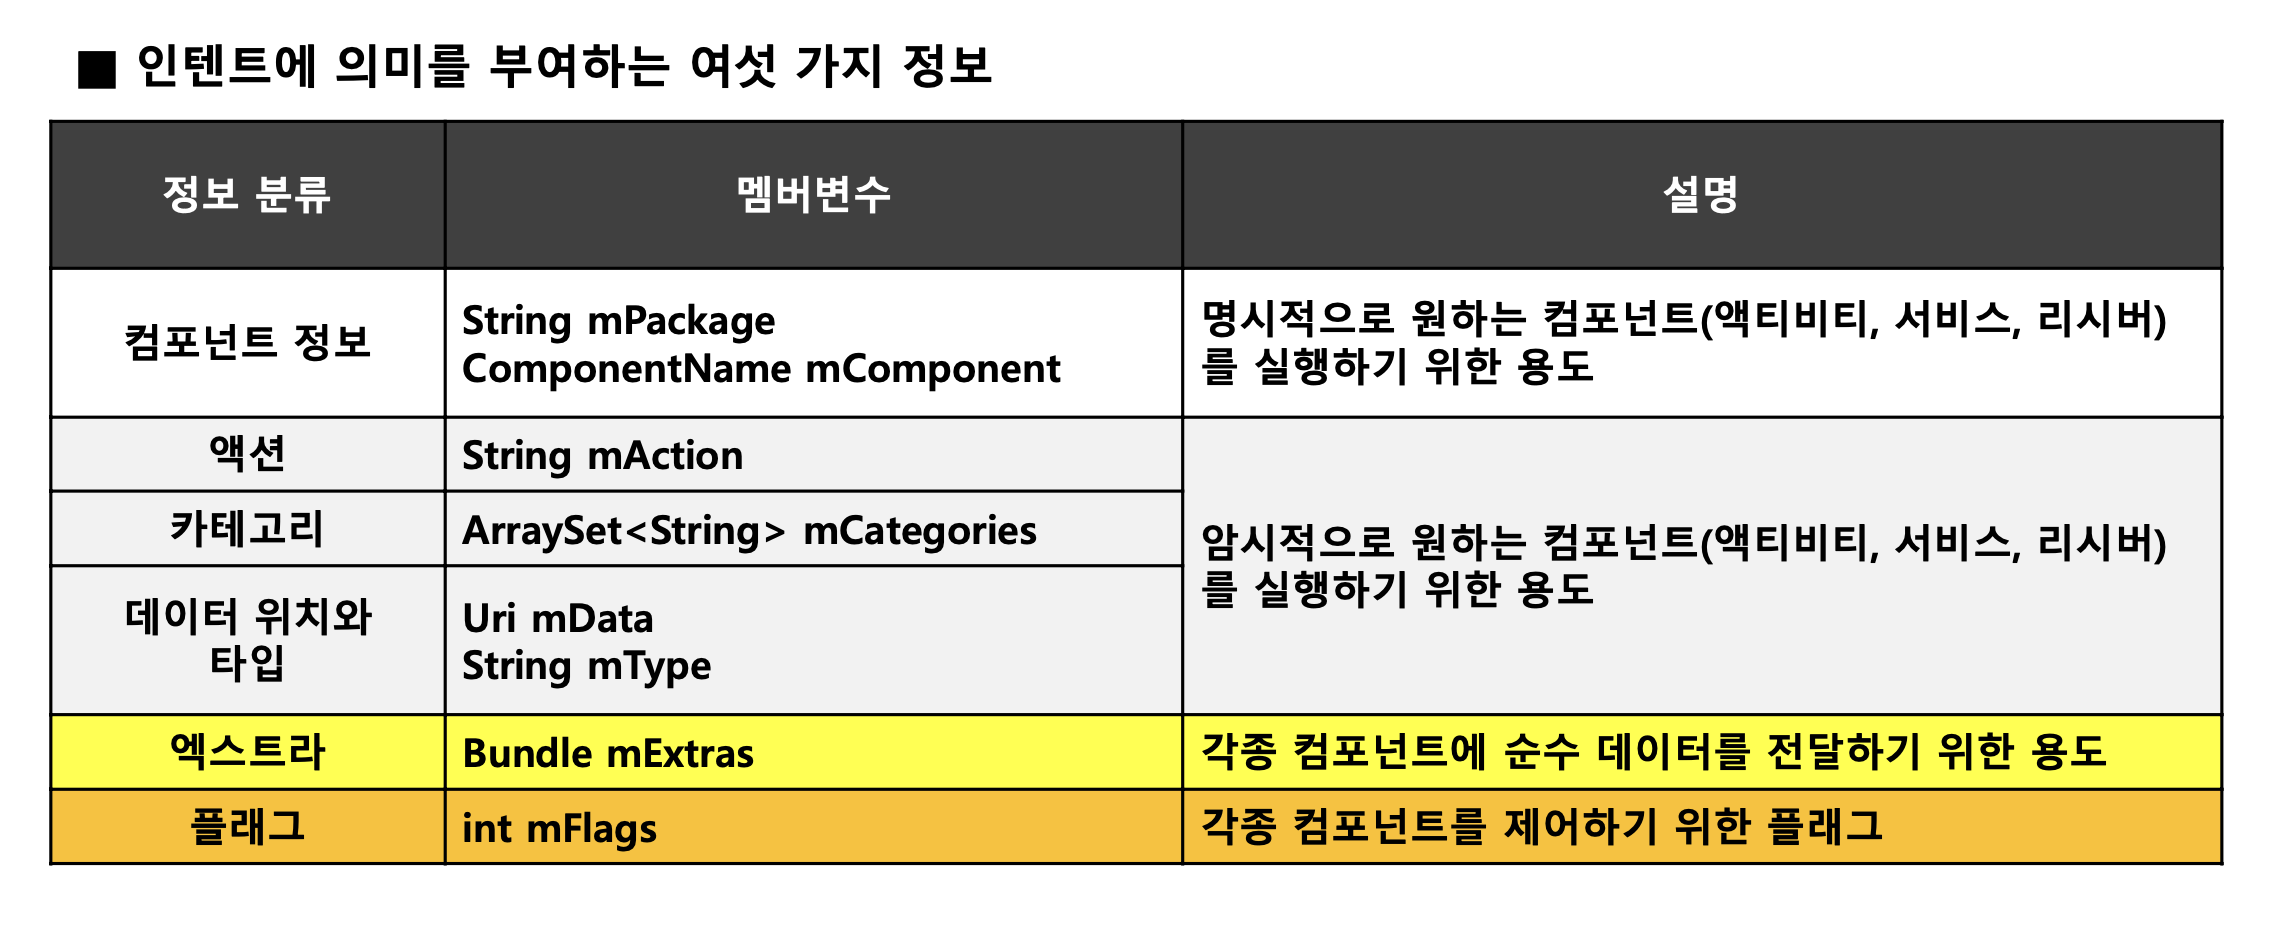 ■ 인텐트에 의미를 부여하는 여섯 가지 정보
정보 분류
멤버변수
설명
컴포넌트 정보
String mPackage
ComponentName mComponent
명시적으로 원하는 컴포넌트(액티비티, 서비스, 리시버)
를 실행하기 위한 용도
액션
String mAction
카테고리
ArraySet<String> mCategories
데이터 위치와
타입
Uri mData
String mType
암시적으로 원하는 컴포넌트(액티비티, 서비스, 리시버)
를 실행하기 위한 용도
엑스트라
Bundle mExtras
각종 컴포넌트에 순수 데이터를 전달하기 위한 용도
플래그
int mFlags
각종 컴포넌트를 제어하기 위한 플래그